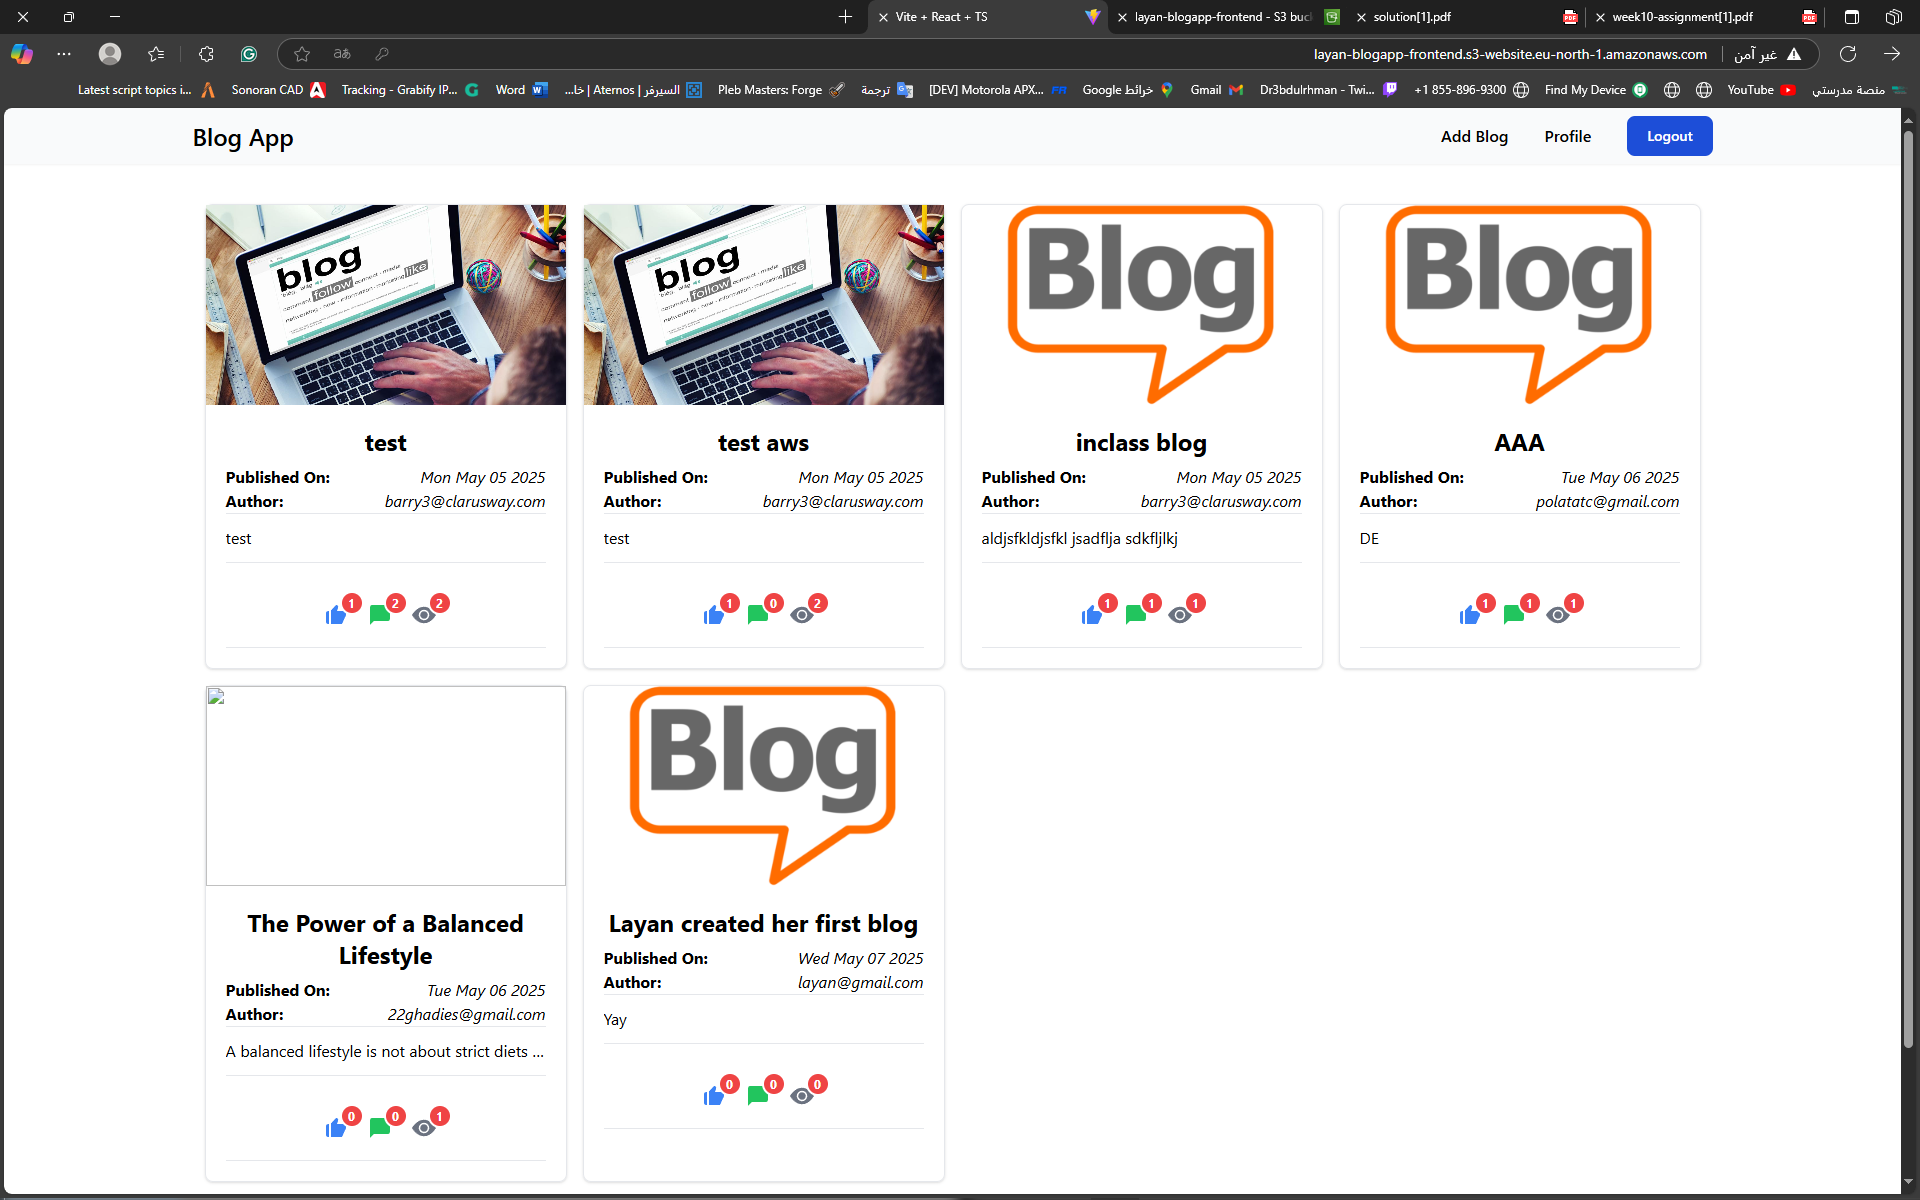 Vite + React + TS
layan-blogapp-frontend - S3 buc
solution[1].pdf
week10-assignment[1].pdf
layan-blogapp-frontend.s3-website.eu-north-1.amazonaws.com
غير آمن
Latest script topics i...
Sonoran CAD
Tracking - Grabify IP...
Word
السيرفر | Aternos | خا...
Pleb Masters: Forge
ترجمة
[DEV] Motorola APX...
خرائط Google
Gmail
Dr3bdulrhman - Twi...
+1 855-896-9300
Find My Device
YouTube
منصة مدرستي
Blog App
Add Blog
Profile
Logout
blog
follow
like
blog
follow
like
Blog
Blog
test
Published On: Mon May 05 2025
Author: barry3@clarusway.com
test
1 2 2
test aws
Published On: Mon May 05 2025
Author: barry3@clarusway.com
test
1 0 2
inclass blog
Published On: Mon May 05 2025
Author: barry3@clarusway.com
aldjsfkldjsfkl jsadflja sdkfljlkj
1 1 1
AAA
Published On: Tue May 06 2025
Author: polatatc@gmail.com
DE
1 1 1
The Power of a Balanced
Lifestyle
Published On: Tue May 06 2025
Author: 22ghadies@gmail.com
A balanced lifestyle is not about strict diets ...
0 0 1
Blog
Layan created her first blog
Published On: Wed May 07 2025
Author: layan@gmail.com
Yay
0 0 0